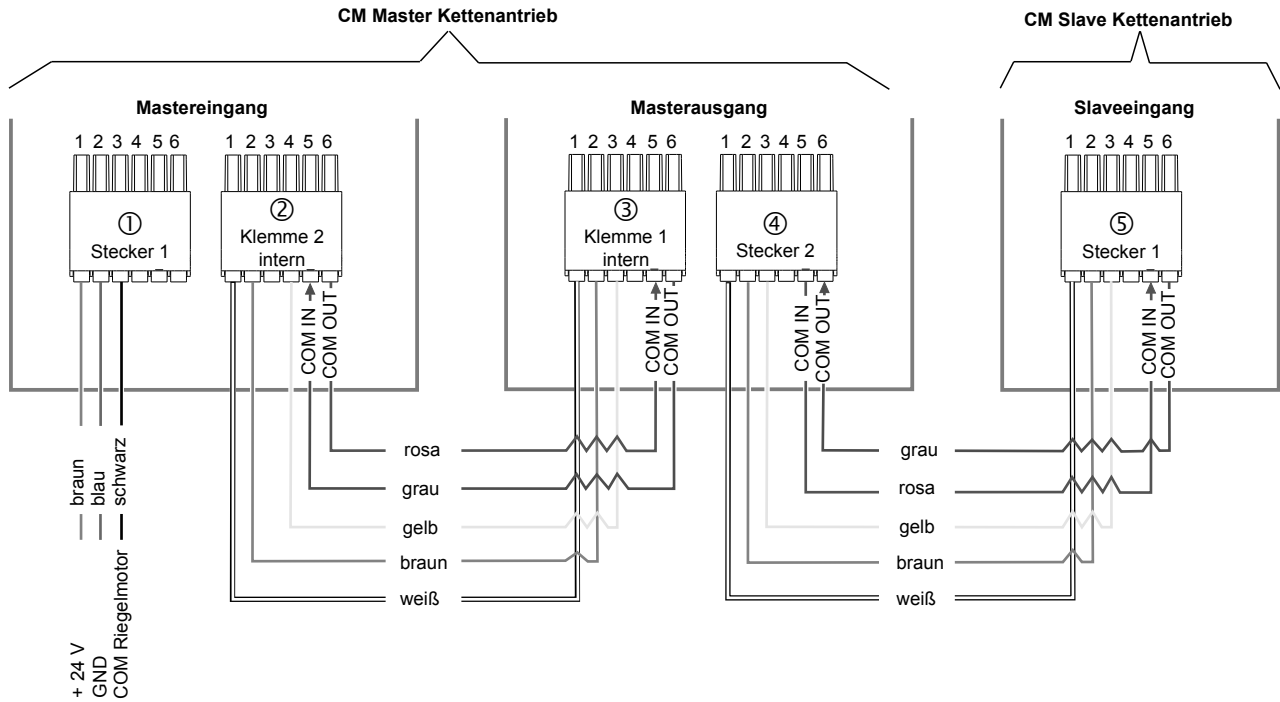 CM Master Kettenantrieb
CM Slave Kettenantrieb
Mastereingang
Masterausgang
Slaveeingang
1 2 3 4 5 6
1 2 3 4 5 6
1 2 3 4 5 6
1 2 3 4 5 6
1 2 3 4 5 6
①
Stecker 1
②
Klemme 2
intern
③
Klemme 1
intern
④
Stecker 2
⑤
Stecker 1
COM IN
COM OUT
COM IN
COM OUT
COM IN
COM OUT
COM IN
COM OUT
braun
blau
schwarz
rosa
grau
gelb
braun
weiß
grau
rosa
gelb
braun
weiß
+ 24 V
GND
COM Riegelmotor